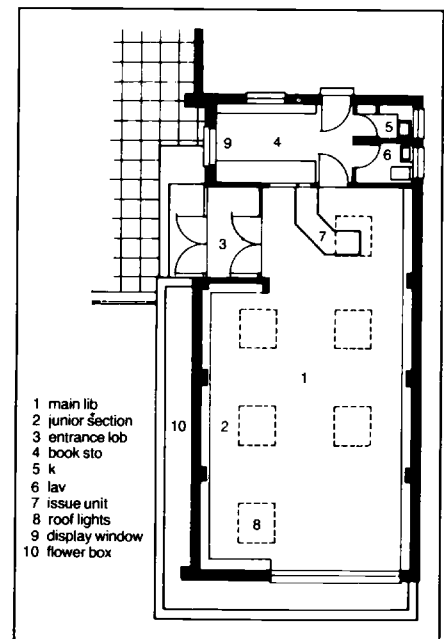 9
4
5
6
3
7
1
2
10
8
1 main lib
2 junior section
3 entrance lob
4 book sto
5 k
6 lav
7 issue unit
8 roof lights
9 display window
10 flower box